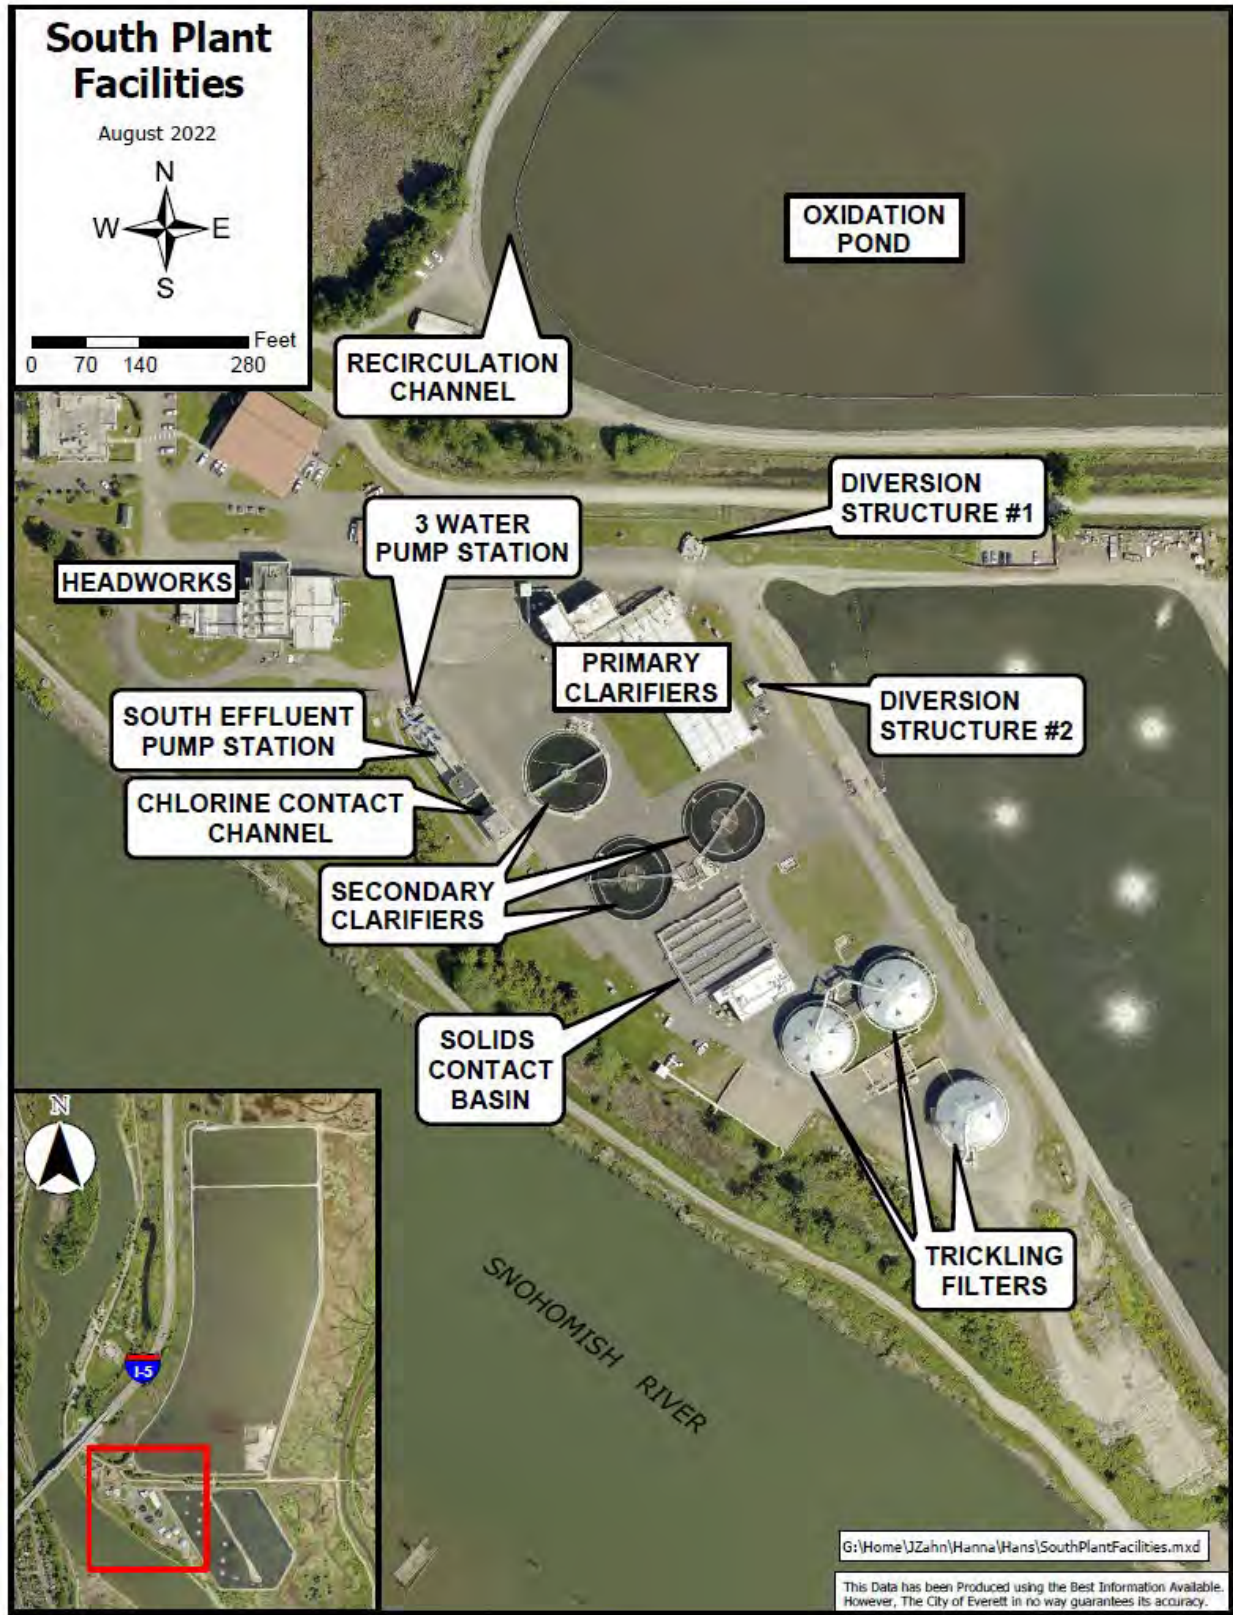 South Plant
Facilities
August 2022
N
W E
S
Feet
0 70 140 280
OXIDATION
POND
RECIRCULATION
CHANNEL
DIVERSION
STRUCTURE #1
3 WATER
PUMP STATION
HEADWORKS
PRIMARY
CLARIFIERS
DIVERSION
STRUCTURE #2
SOUTH EFFLUENT
PUMP STATION
CHLORINE CONTACT
CHANNEL
SECONDARY
CLARIFIERS
SOLIDS
CONTACT
BASIN
TRICKLING
FILTERS
SNOHOMISH RIVER
N
I-5
G:\Home\JZahn\Hanna\Hans\SouthPlantFacilities.mxd
This Data has been Produced using the Best Information Available.
However, The City of Everett in no way guarantees its accuracy.